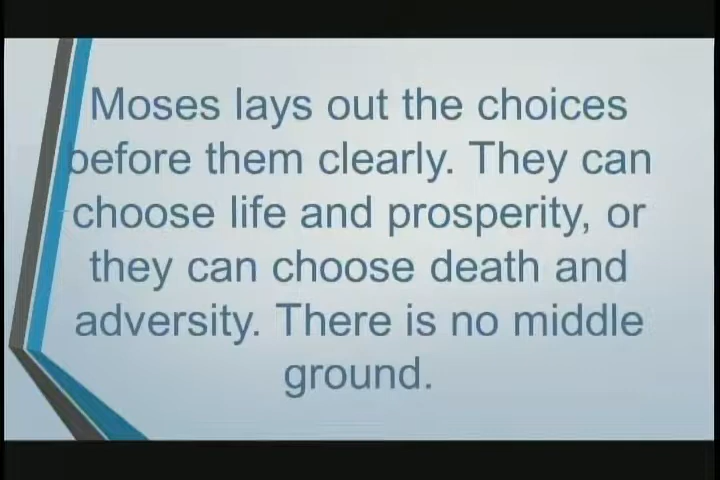 Moses lays out the choices
before them clearly. They can
choose life and prosperity, or
they can choose death and
adversity. There is no middle
ground.